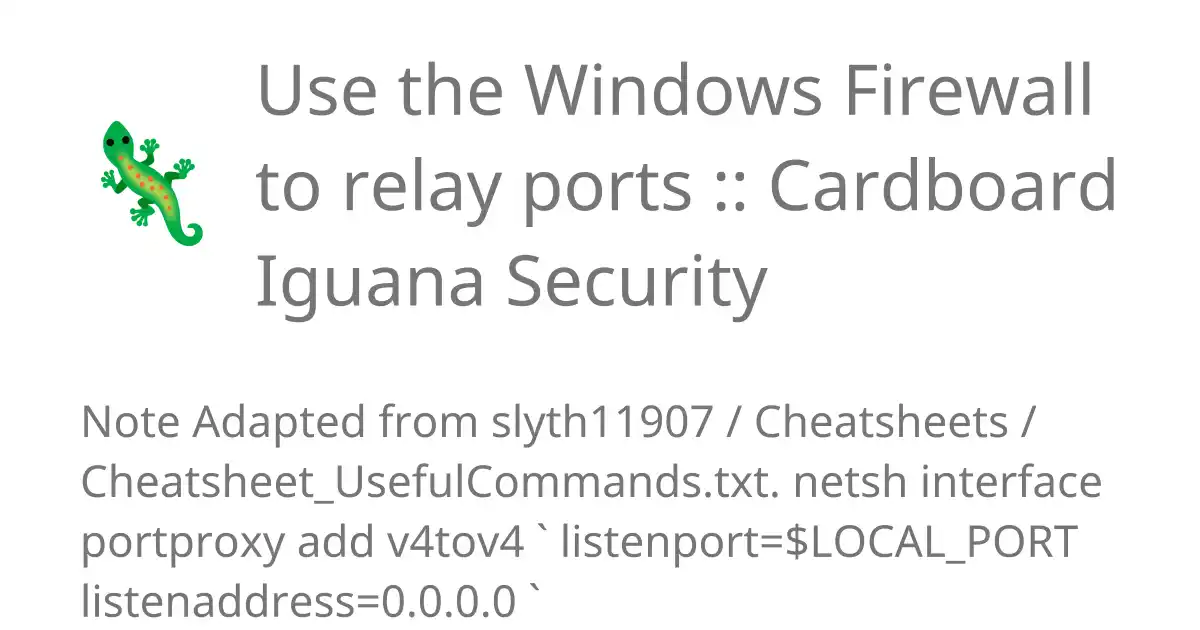 Use the Windows Firewall
to relay ports :: Cardboard
Iguana Security
Note Adapted from slyth11907 / Cheatsheets /
Cheatsheet_UsefulCommands.txt. netsh interface
portproxy add v4tov4 ` listenport=$LOCAL_PORT
listenaddress=0.0.0.0 `